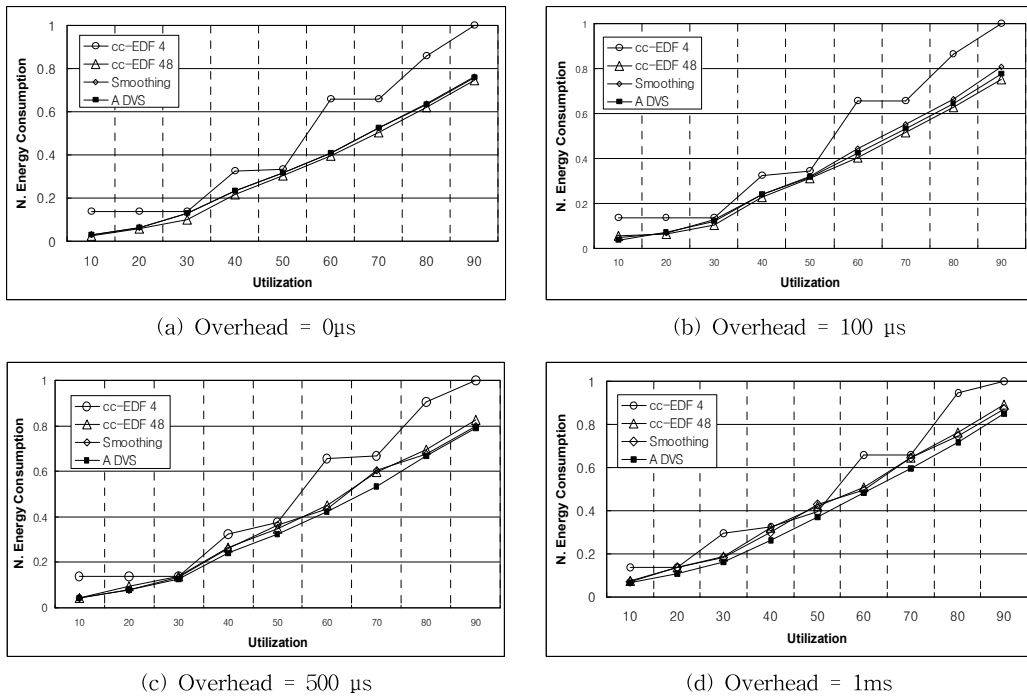 N. Energy Consumption
1
0.8
0.6
0.4
0.2
0
cc-EDF 4
cc-EDF 48
Smoothing
A DVS
10 20 30 40 50 60 70 80 90
Utilization
(a) Overhead = 0μs
N. Energy Consumption
1
0.8
0.6
0.4
0.2
0
cc-EDF 4
cc-EDF 48
Smoothing
A DVS
10 20 30 40 50 60 70 80 90
Utilization
(b) Overhead = 100 μs
N. Energy Consumption
1
0.8
0.6
0.4
0.2
0
cc-EDF 4
cc-EDF 48
Smoothing
A DVS
10 20 30 40 50 60 70 80 90
Utilization
(c) Overhead = 500 μs
N. Energy Consumption
1
0.8
0.6
0.4
0.2
0
cc-EDF 4
cc-EDF 48
Smoothing
A DVS
10 20 30 40 50 60 70 80 90
Utilization
(d) Overhead = 1ms